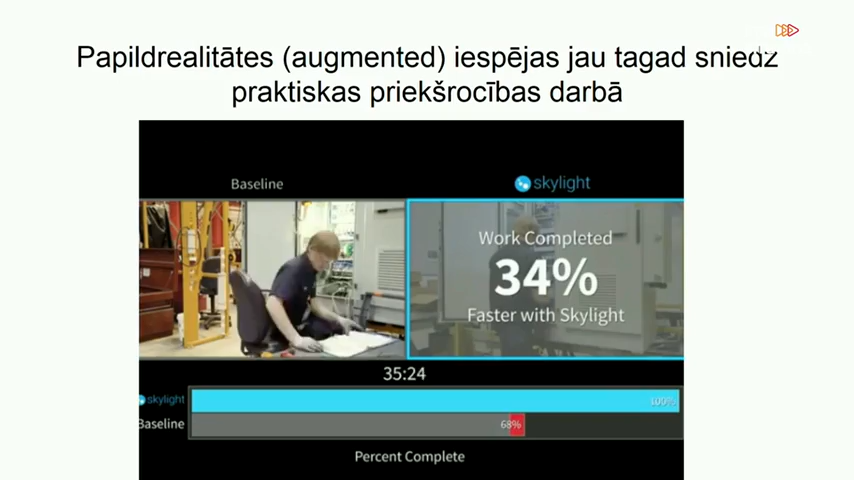 Papildrealitātes (augmented) iespējas jau tagad sniedz
praktiskas priekšrocības darbā
Baseline
skylight
Work Completed
34%
Faster with Skylight
35:24
skylight
100%
Baseline
68%
Percent Complete